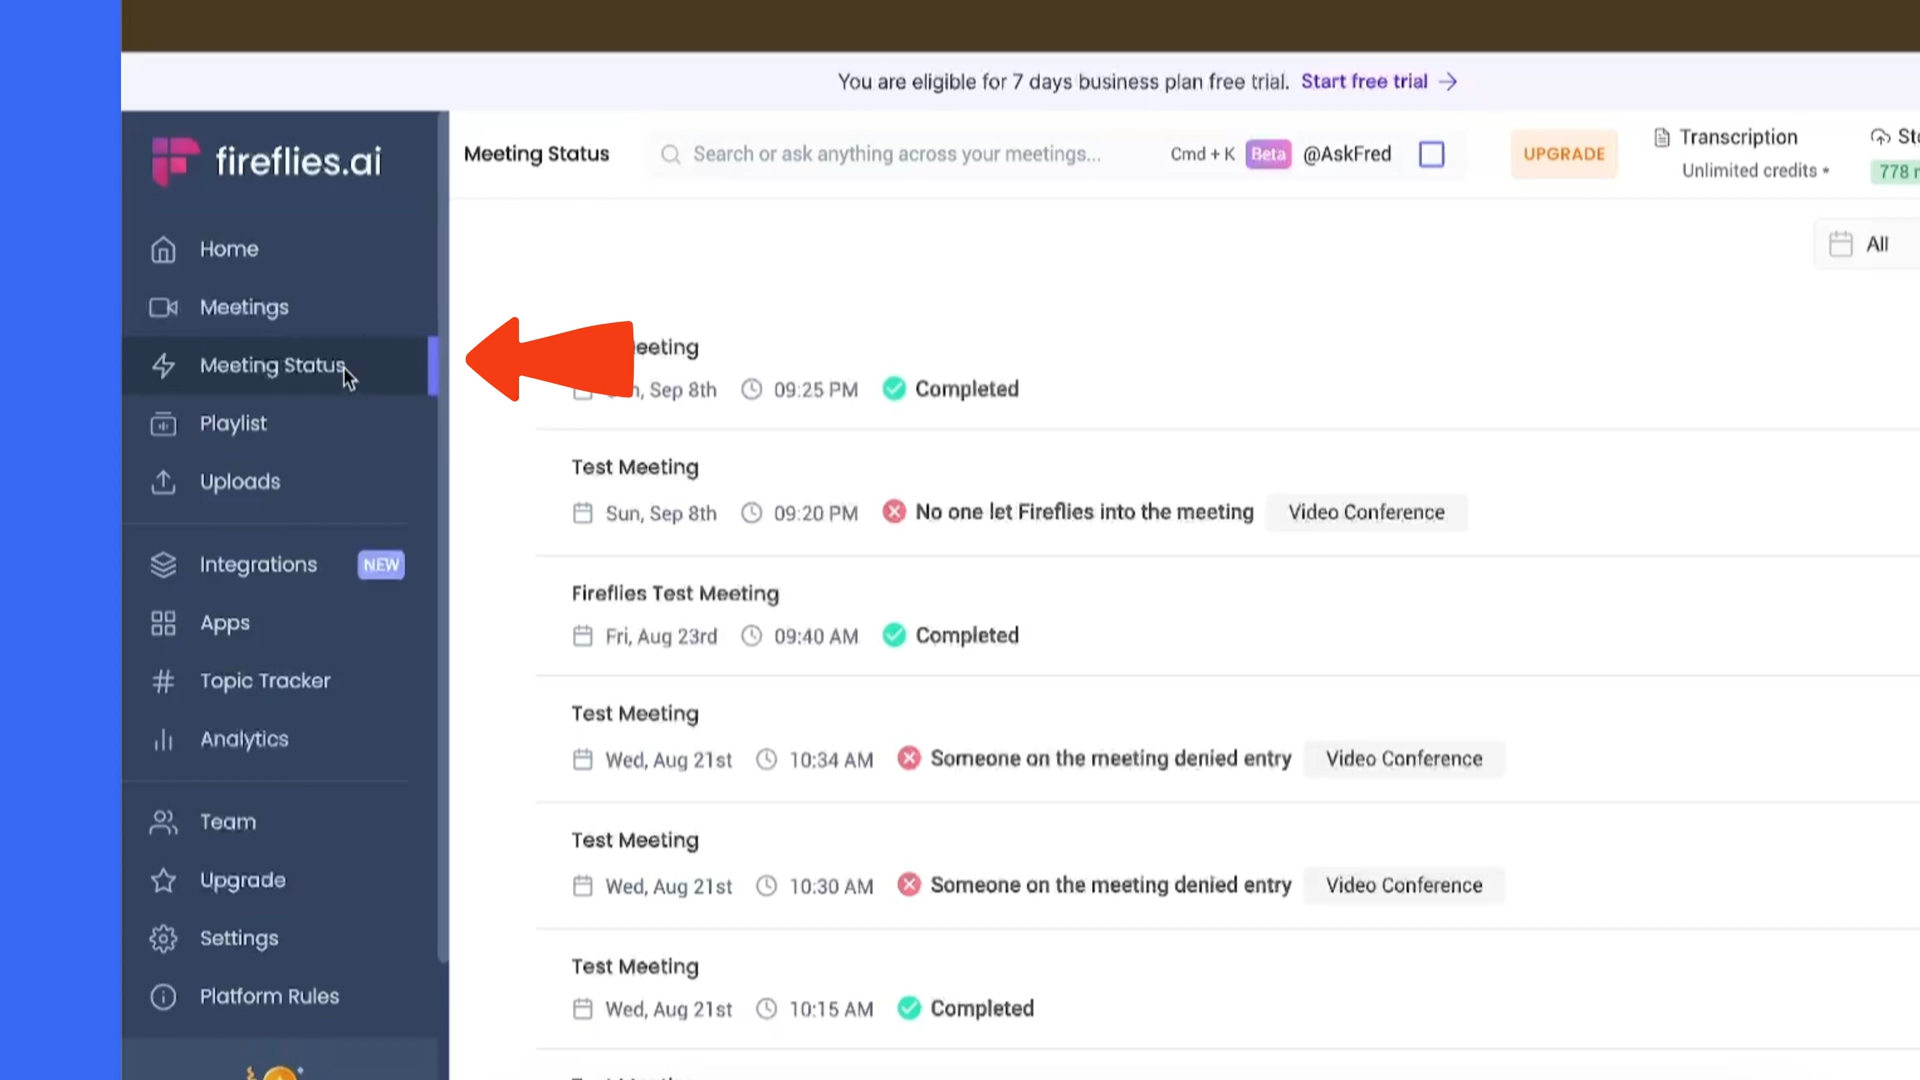 You are eligible for 7 days business plan free trial. Start free trial →
fireflies.ai
Meeting Status
Search or ask anything across your meetings...
Cmd + K
Beta
@AskFred
UPGRADE
Transcription
Unlimited credits *
778
All
Home
Meetings
Meeting Status
Playlist
Uploads
Integrations
NEW
Apps
Topic Tracker
Analytics
Team
Upgrade
Settings
Platform Rules
eeting
, Sep 8th 09:25 PM Completed
Test Meeting
Sun, Sep 8th 09:20 PM No one let Fireflies into the meeting Video Conference
Fireflies Test Meeting
Fri, Aug 23rd 09:40 AM Completed
Test Meeting
Wed, Aug 21st 10:34 AM Someone on the meeting denied entry Video Conference
Test Meeting
Wed, Aug 21st 10:30 AM Someone on the meeting denied entry Video Conference
Test Meeting
Wed, Aug 21st 10:15 AM Completed